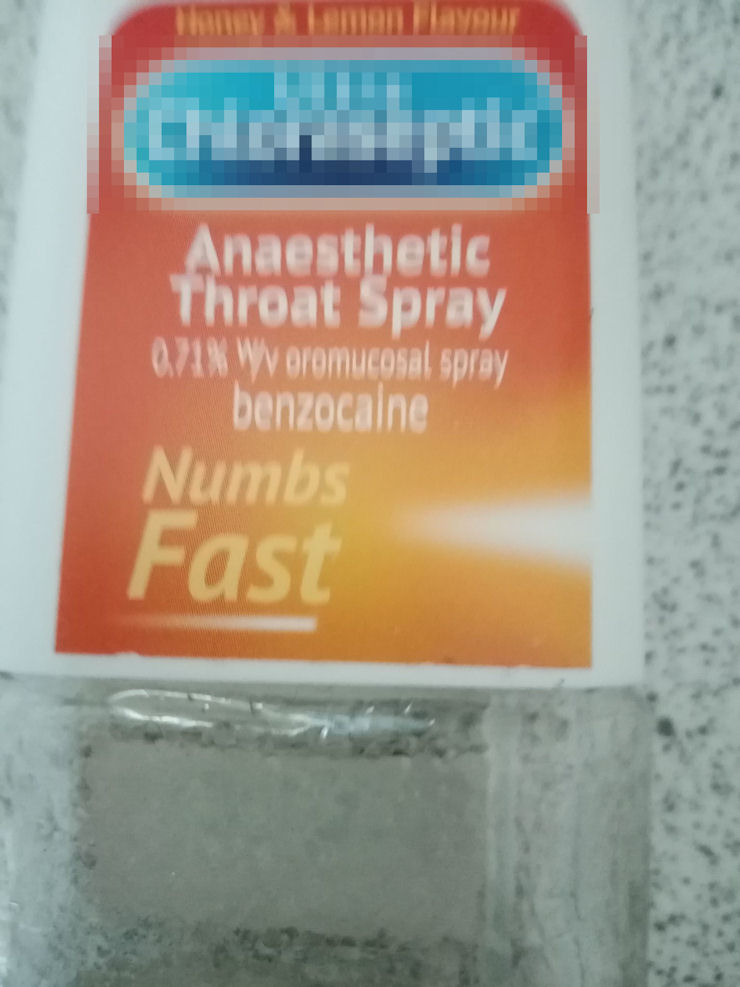 Honey & Lemon Flavour
Anaesthetic
Throat Spray
0.71% W/v oromucosal spray
benzocaine
Numbs
Fast